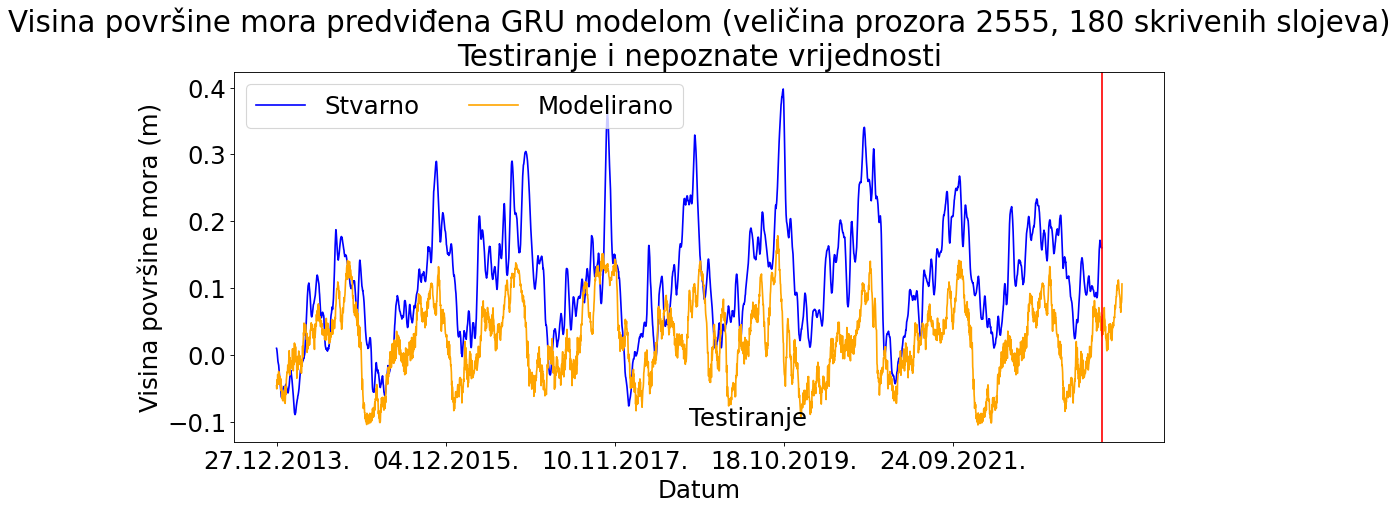 Visina površine mora predviđena GRU modelom (veličina prozora 2555, 180 skrivenih slojeva)
Testiranje i nepoznate vrijednosti
Stvarno Modelirano
Visina površine mora (m)
0.4
0.3
0.2
0.1
0.0
−0.1
Testiranje
27.12.2013. 04.12.2015. 10.11.2017. 18.10.2019. 24.09.2021.
Datum